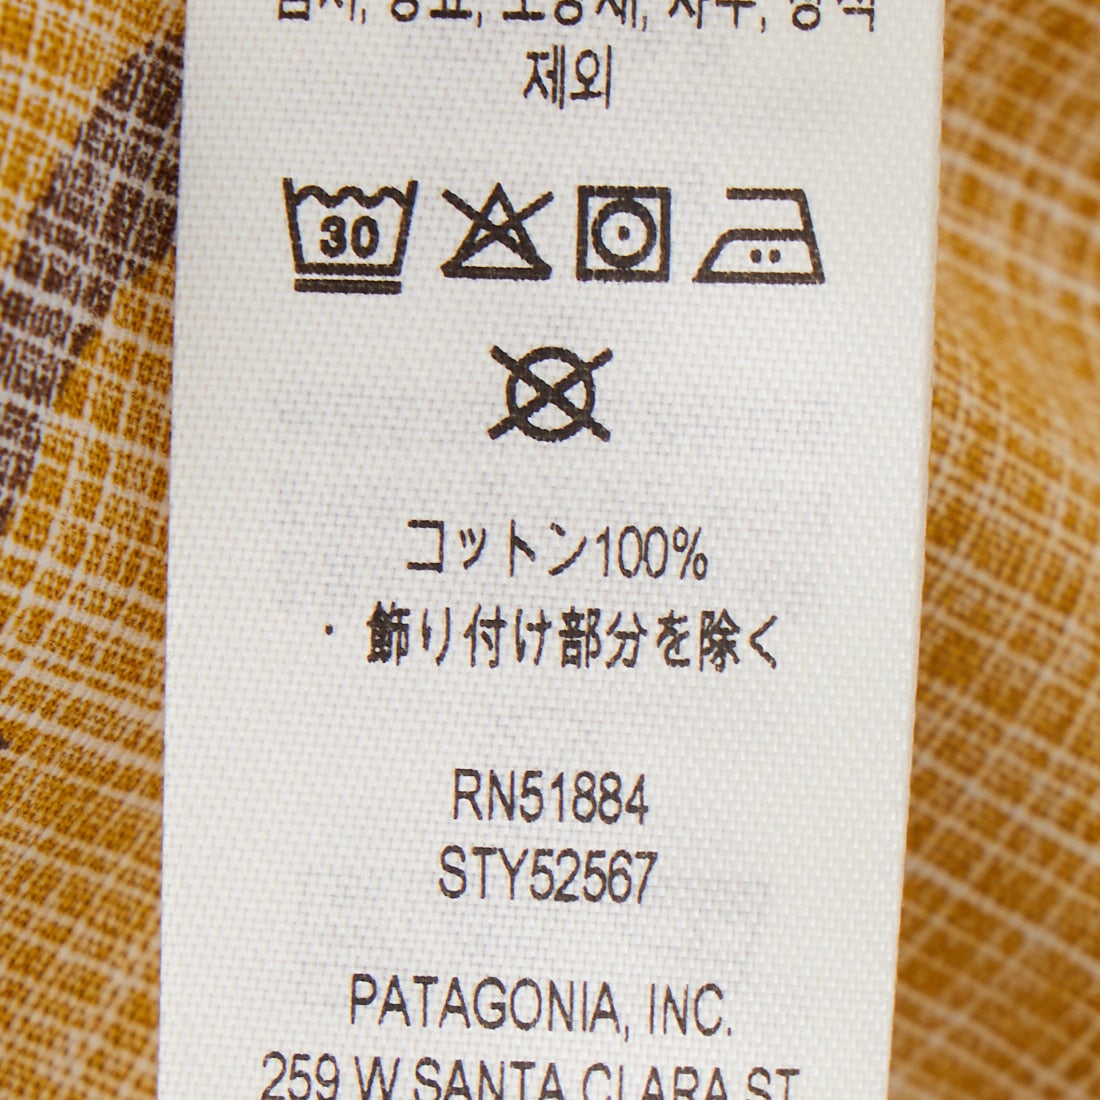 제외
30
コットン100%
・飾り付け部分を除く
RN51884
STY52567
PATAGONIA, INC.
259 W SANTA CLARA ST